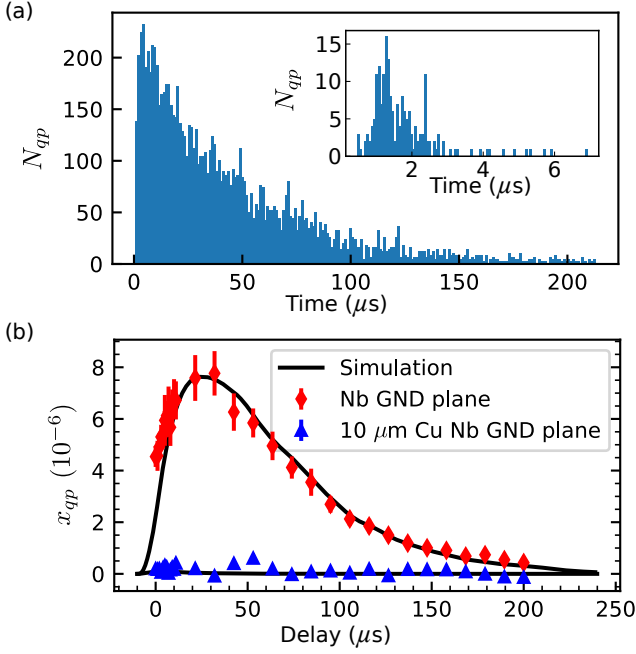 (a)
200
150
100
50
0
N_qp
0 50 100 150 200
Time (μs)
15
10
5
0
N_qp
2 4 6
Time (μs)
(b)
8
6
4
2
0
x_qp (10⁻⁶)
Simulation
Nb GND plane
10 μm Cu Nb GND plane
0 50 100 150 200 250
Delay (μs)